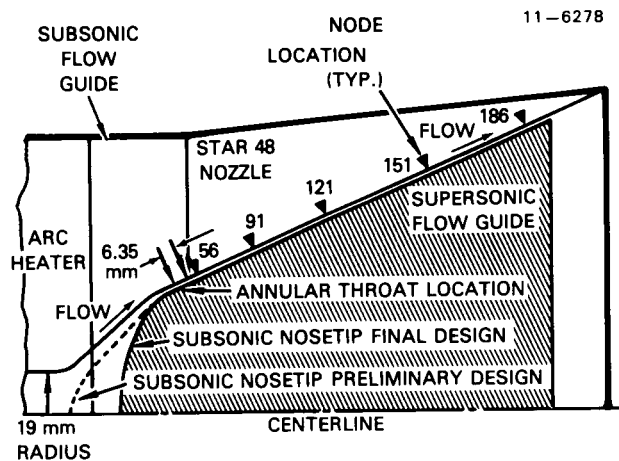 11–6278
SUBSONIC
FLOW
GUIDE
NODE
LOCATION
(TYP.)
186
FLOW
STAR 48
NOZZLE
151
121
SUPERSONIC
FLOW GUIDE
91
56
ARC
HEATER
6.35
mm
ANNULAR THROAT LOCATION
FLOW
SUBSONIC NOSETIP FINAL DESIGN
SUBSONIC NOSETIP PRELIMINARY DESIGN
19 mm
RADIUS
CENTERLINE